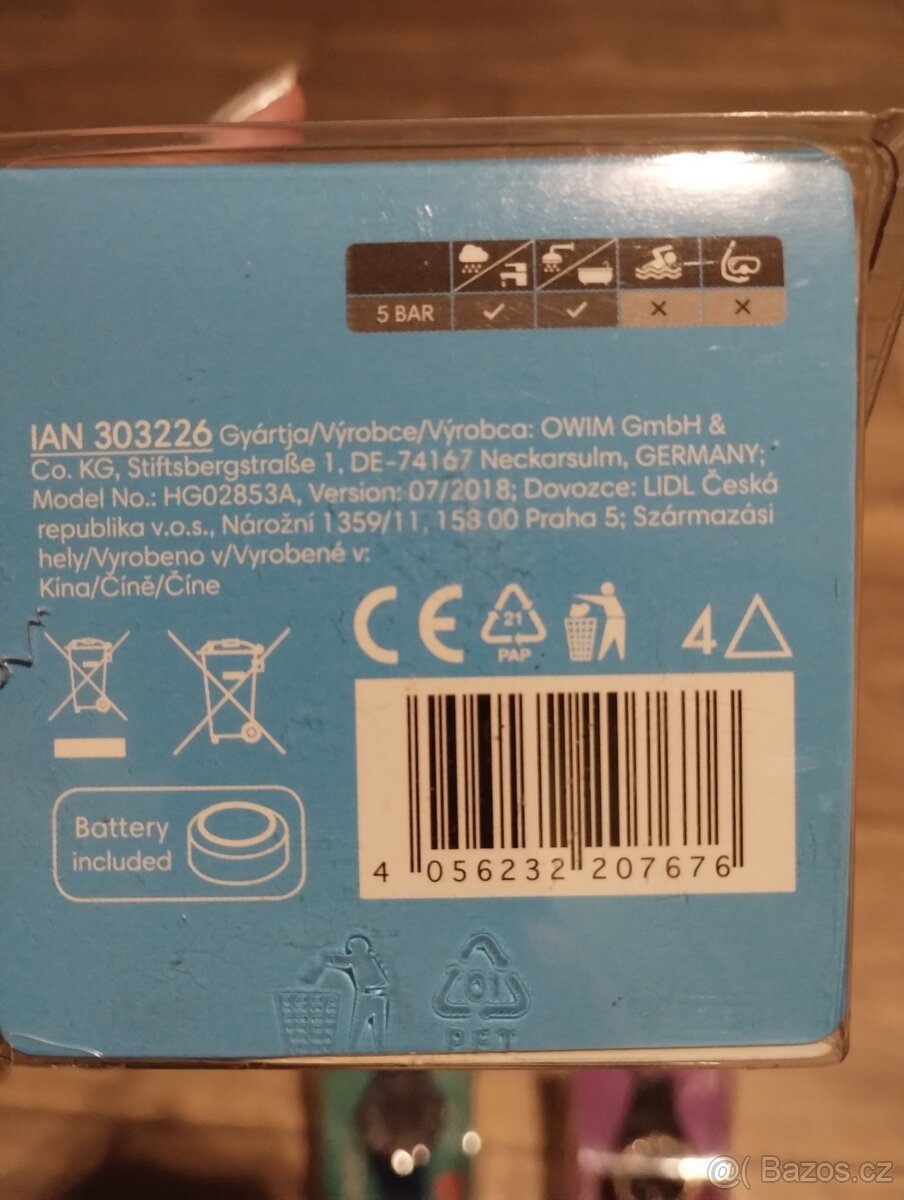 5 BAR
IAN 303226 Gyártja/Výrobce/Výrobca: OWIM GmbH &
Co. KG, Stiftsbergstraße 1, DE-74167 Neckarsulm, GERMANY;
Model No.: HG02853A, Version: 07/2018; Dovozce: LIDL Česká
republika v.o.s., Nárožní 1359/11, 158 00 Praha 5; Származási
hely/Vyrobeno v/Vyrobené v:
Kína/Číně/Číne
CE
21
PAP
4
Battery
included
4 056232 207676
01
PET
@( Bazos.cz